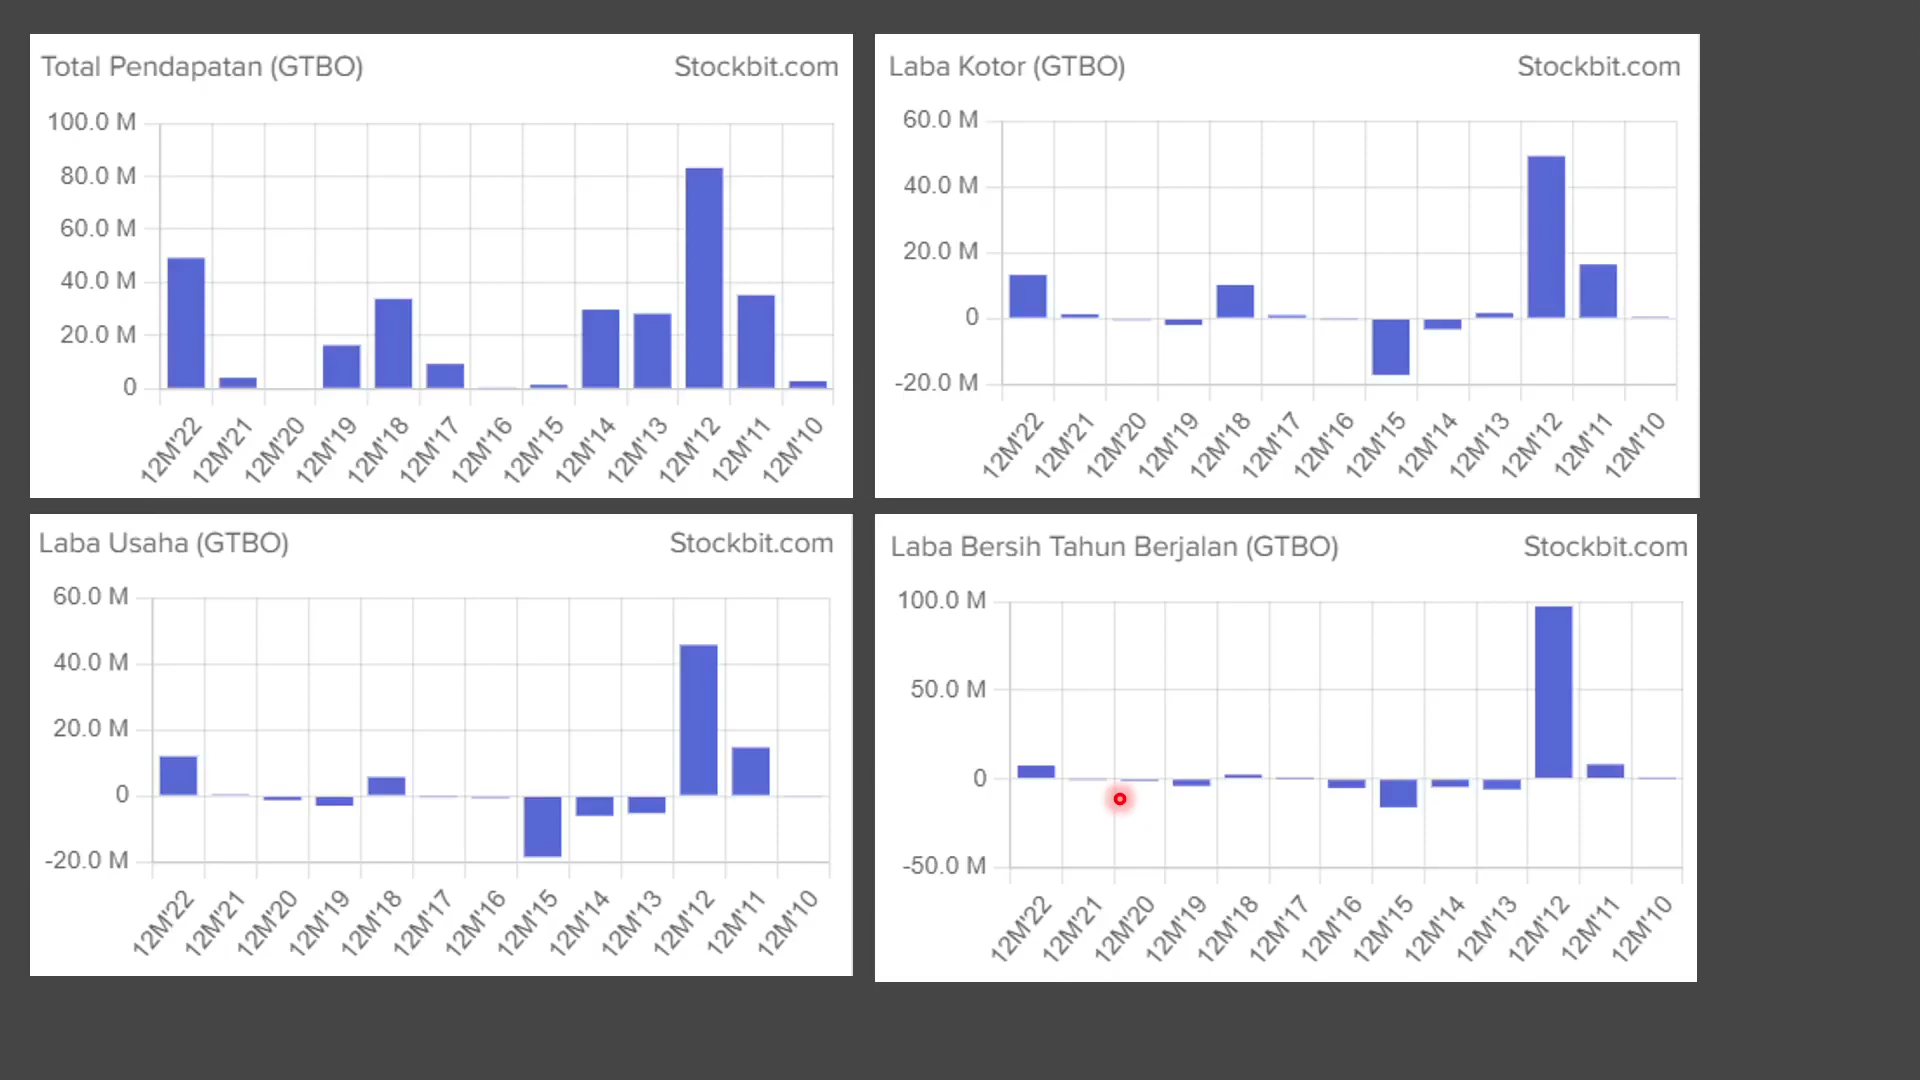 Total Pendapatan (GTBO) Stockbit.com
100.0 M
80.0 M
60.0 M
40.0 M
20.0 M
0
12M'22 12M'21 12M'20 12M'19 12M'18 12M'17 12M'16 12M'15 12M'14 12M'13 12M'12 12M'11 12M'10
Laba Kotor (GTBO) Stockbit.com
60.0 M
40.0 M
20.0 M
0
-20.0 M
12M'22 12M'21 12M'20 12M'19 12M'18 12M'17 12M'16 12M'15 12M'14 12M'13 12M'12 12M'11 12M'10
Laba Usaha (GTBO) Stockbit.com
60.0 M
40.0 M
20.0 M
0
-20.0 M
12M'22 12M'21 12M'20 12M'19 12M'18 12M'17 12M'16 12M'15 12M'14 12M'13 12M'12 12M'11 12M'10
Laba Bersih Tahun Berjalan (GTBO) Stockbit.com
100.0 M
50.0 M
0
-50.0 M
12M'22 12M'21 12M'20 12M'19 12M'18 12M'17 12M'16 12M'15 12M'14 12M'13 12M'12 12M'11 12M'10